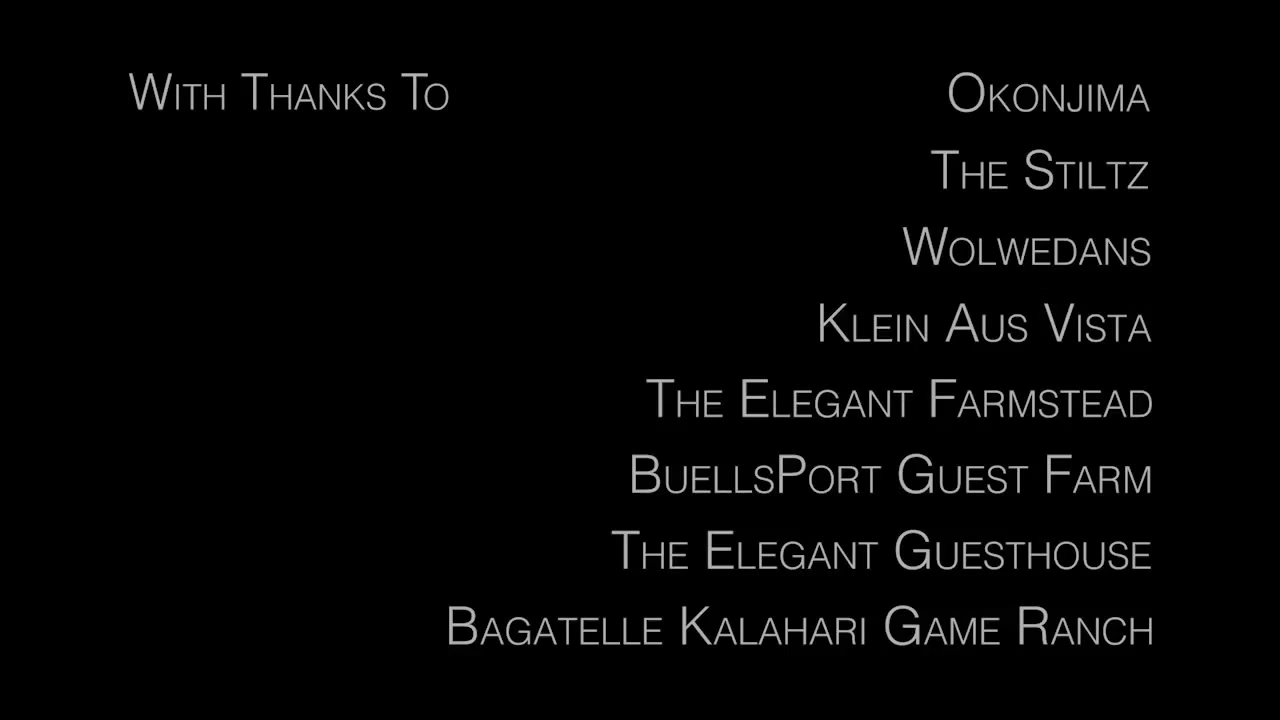 With Thanks To
Okonjima
The Stiltz
Wolwedans
Klein Aus Vista
The Elegant Farmstead
BuellsPort Guest Farm
The Elegant Guesthouse
Bagatelle Kalahari Game Ranch